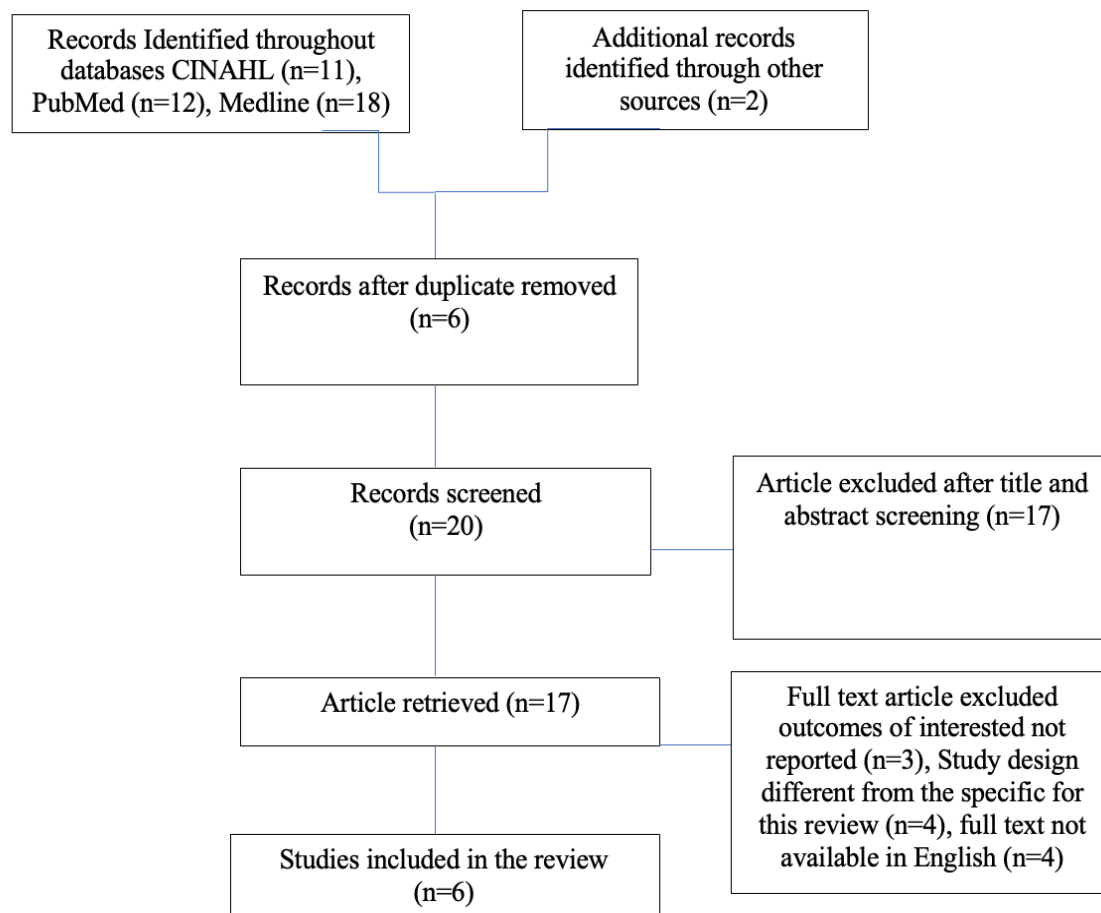 Records Identified throughout
databases CINAHL (n=11),
PubMed (n=12), Medline (n=18)
Additional records
identified through other
sources (n=2)
Records after duplicate removed
(n=6)
Records screened
(n=20)
Article excluded after title and
abstract screening (n=17)
Article retrieved (n=17)
Full text article excluded
outcomes of interested not
reported (n=3), Study design
different from the specific for
this review (n=4), full text not
available in English (n=4)
Studies included in the review
(n=6)